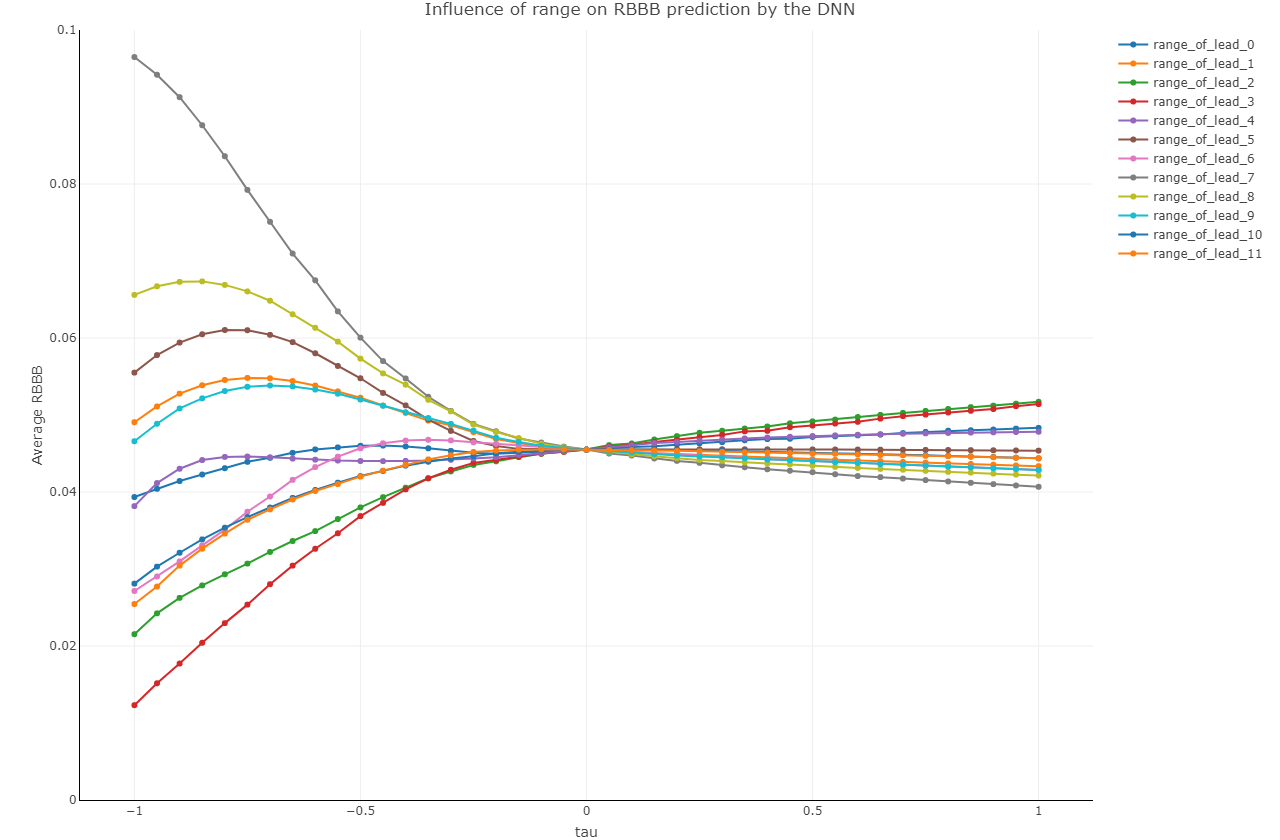 Influence of range on RBBB prediction by the DNN
0.1
0.08
0.06
0.04
0.02
0
Average RBBB
−1
−0.5
0
0.5
1
tau
range_of_lead_0
range_of_lead_1
range_of_lead_2
range_of_lead_3
range_of_lead_4
range_of_lead_5
range_of_lead_6
range_of_lead_7
range_of_lead_8
range_of_lead_9
range_of_lead_10
range_of_lead_11